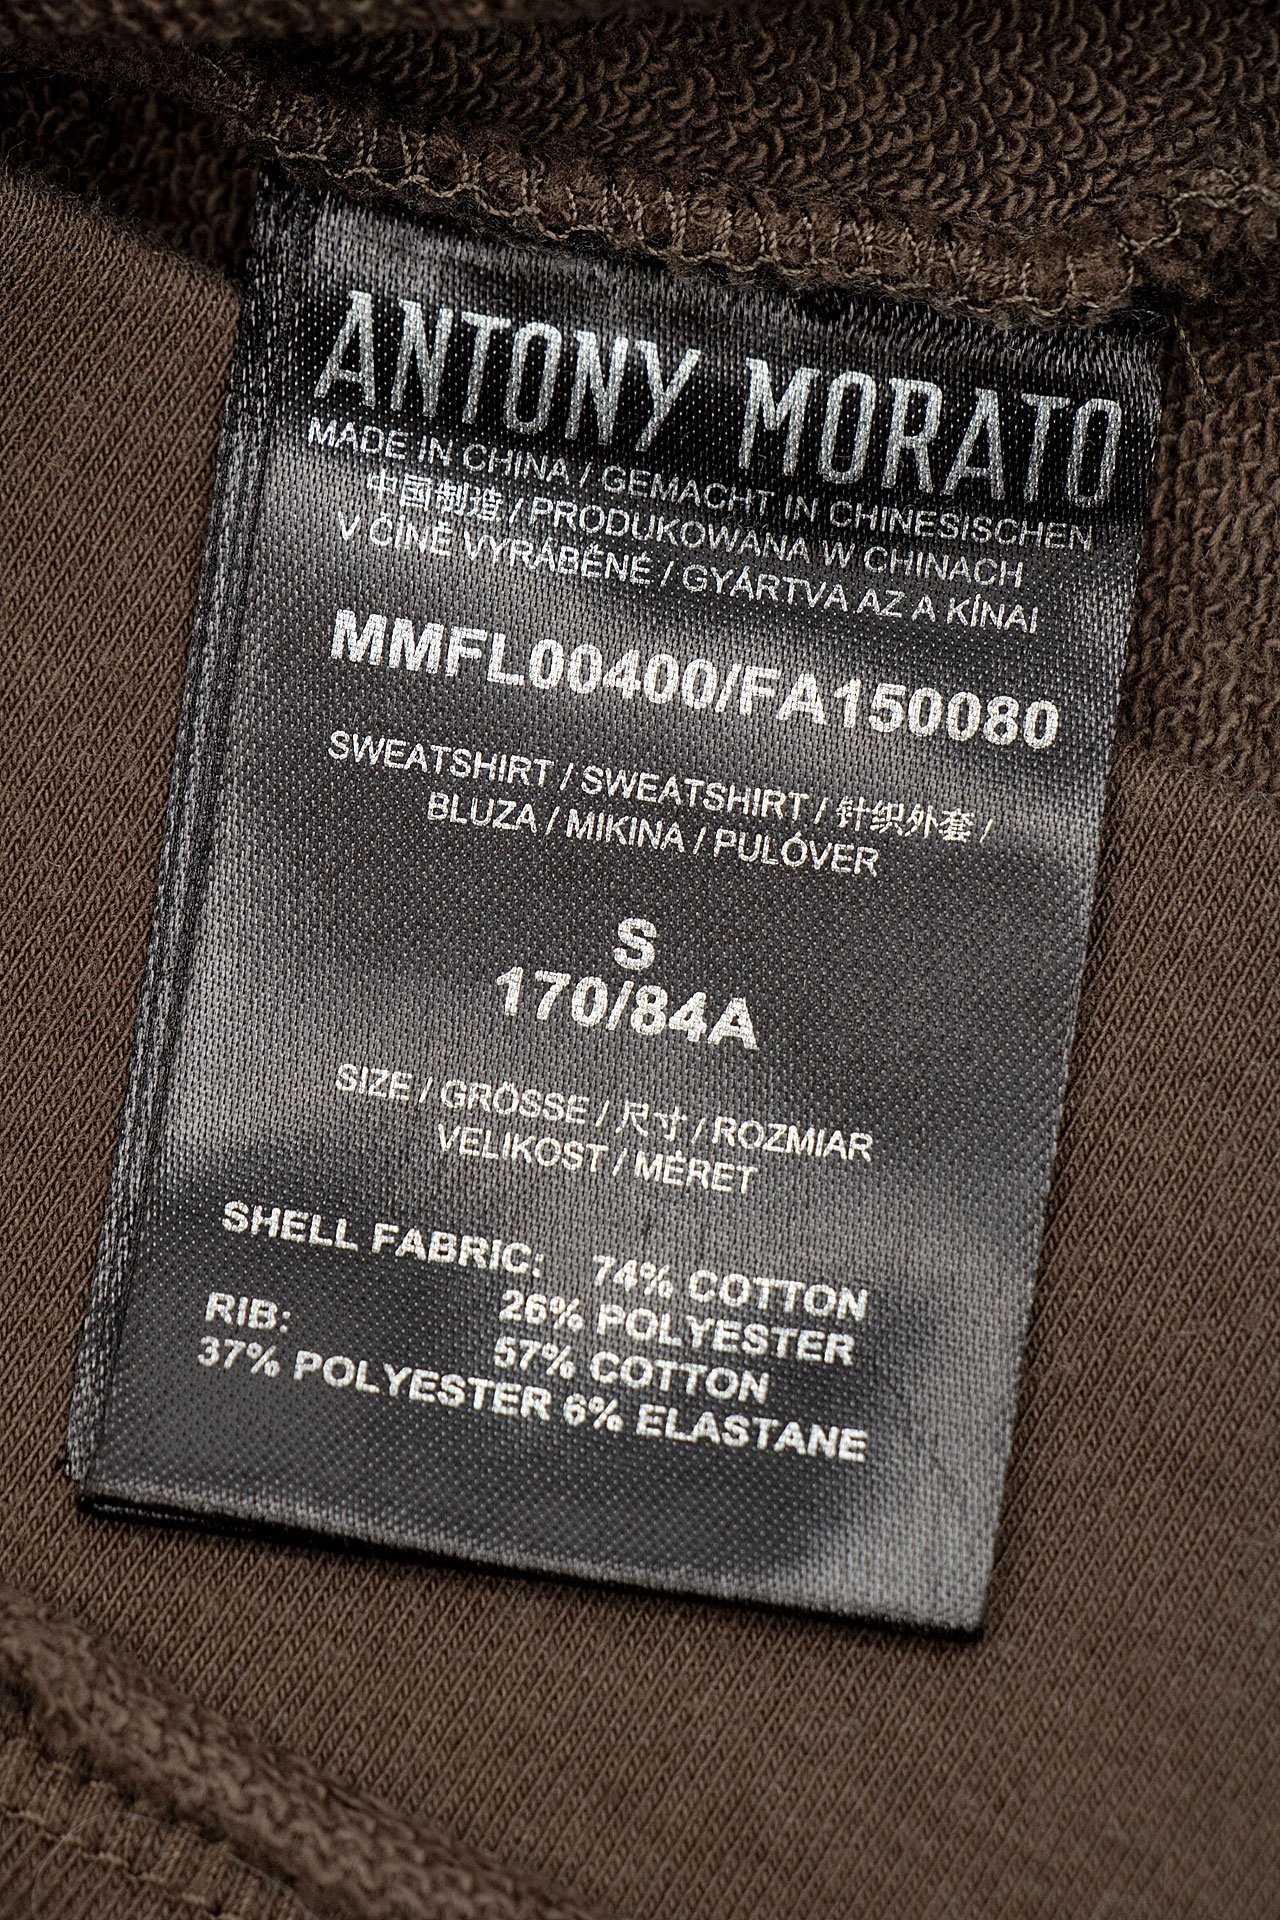 ANTONY MORATO
MADE IN CHINA / GEMACHT IN CHINESISCHEN
中国制造 / PRODUKOWANA W CHINACH
V ČÍNĚ VYRÁBĚNÉ / GYÁRTVA AZ A KÍNAI
MMFL00400/FA150080
SWEATSHIRT / SWEATSHIRT / 针织外套 /
BLUZA / MIKINA / PULÓVER
S
170/84A
SIZE / GRÖSSE / 尺寸 / ROZMIAR
VELIKOST / MÉRET
SHELL FABRIC: 74% COTTON
26% POLYESTER
RIB: 57% COTTON
37% POLYESTER 6% ELASTANE